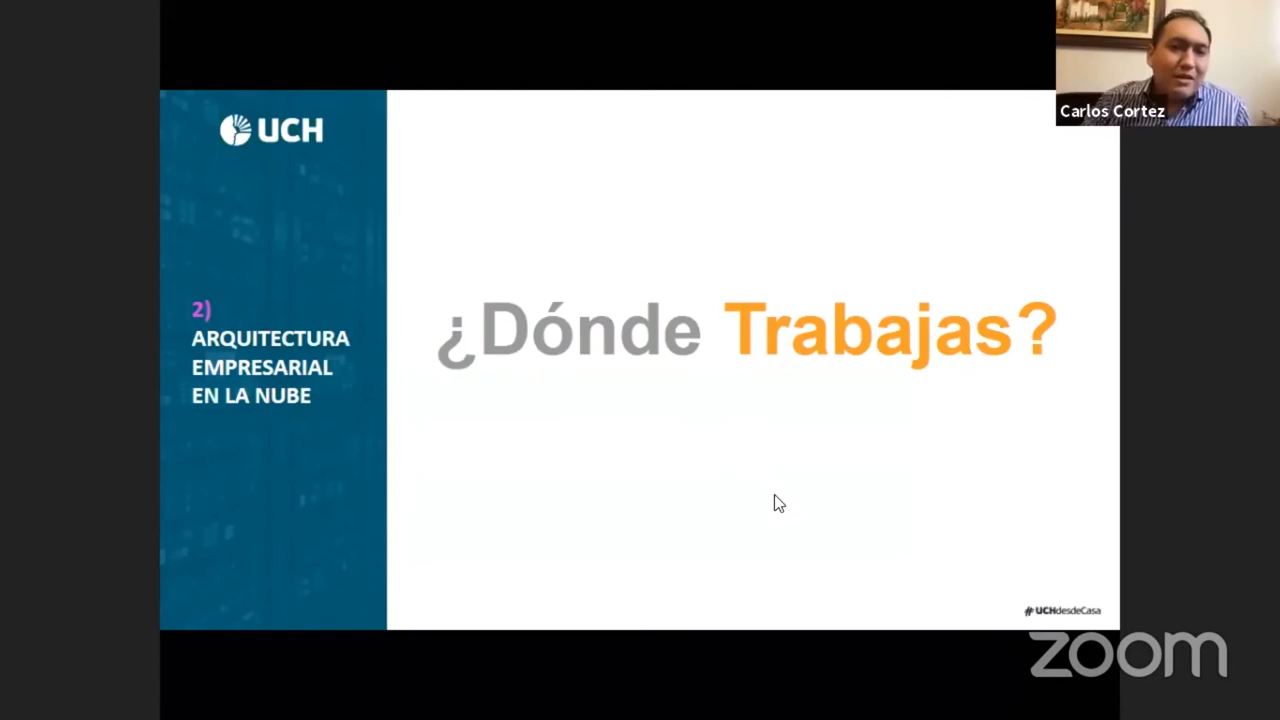 UCH
2)
ARQUITECTURA
EMPRESARIAL
EN LA NUBE
¿Dónde Trabajas?
Carlos Cortez
#UCHdesdeCasa
zoom